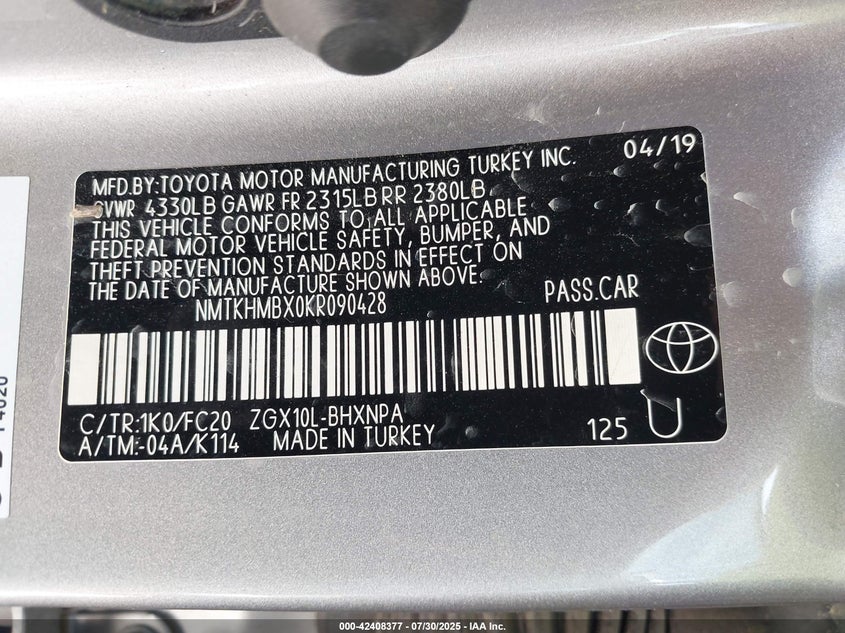 MFD.BY:TOYOTA MOTOR MANUFACTURING TURKEY INC. 04/19
GVWR 4330LB GAWR FR 2315LB RR 2380LB
THIS VEHICLE CONFORMS TO ALL APPLICABLE
FEDERAL MOTOR VEHICLE SAFETY, BUMPER, AND
THEFT PREVENTION STANDARDS IN EFFECT ON
THE DATE OF MANUFACTURE SHOWN ABOVE.
NMTKHMBX0KR090428 PASS.CAR
C/TR:1K0/FC20 ZGX10L-BHXNPA
A/TM:-04A/K114 MADE IN TURKEY 125 U
000-42408377 / 07/30/2025 - IAA Inc.